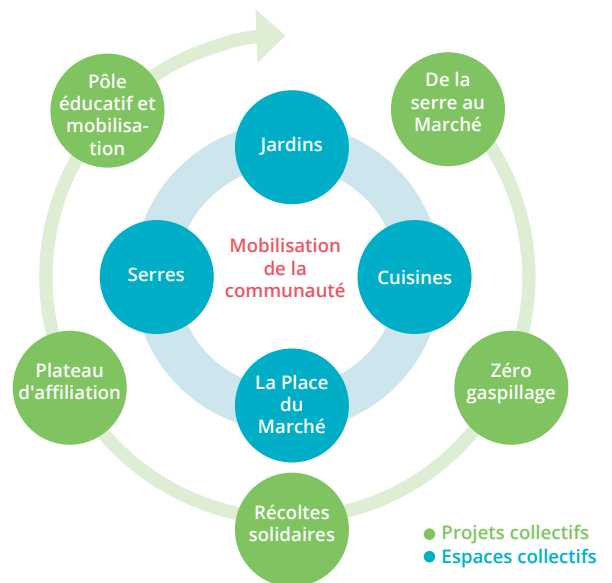 Pôle
éducatif et
mobilisa-
tion
De la
serre au
Marché
Jardins
Serres
Mobilisation
de la
communauté
Cuisines
Plateau
d'affiliation
La Place
du
Marché
Zéro
gaspillage
Récoltes
solidaires
Projets collectifs
Espaces collectifs